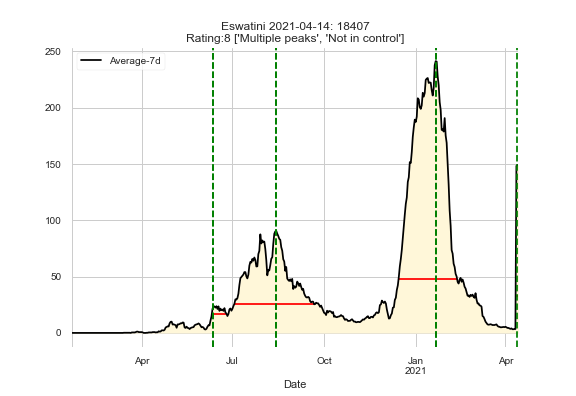 Eswatini 2021-04-14: 18407
Rating:8 ['Multiple peaks', 'Not in control']
Average-7d
250
200
150
100
50
0
Apr
Jul
Oct
Jan
2021
Apr
Date